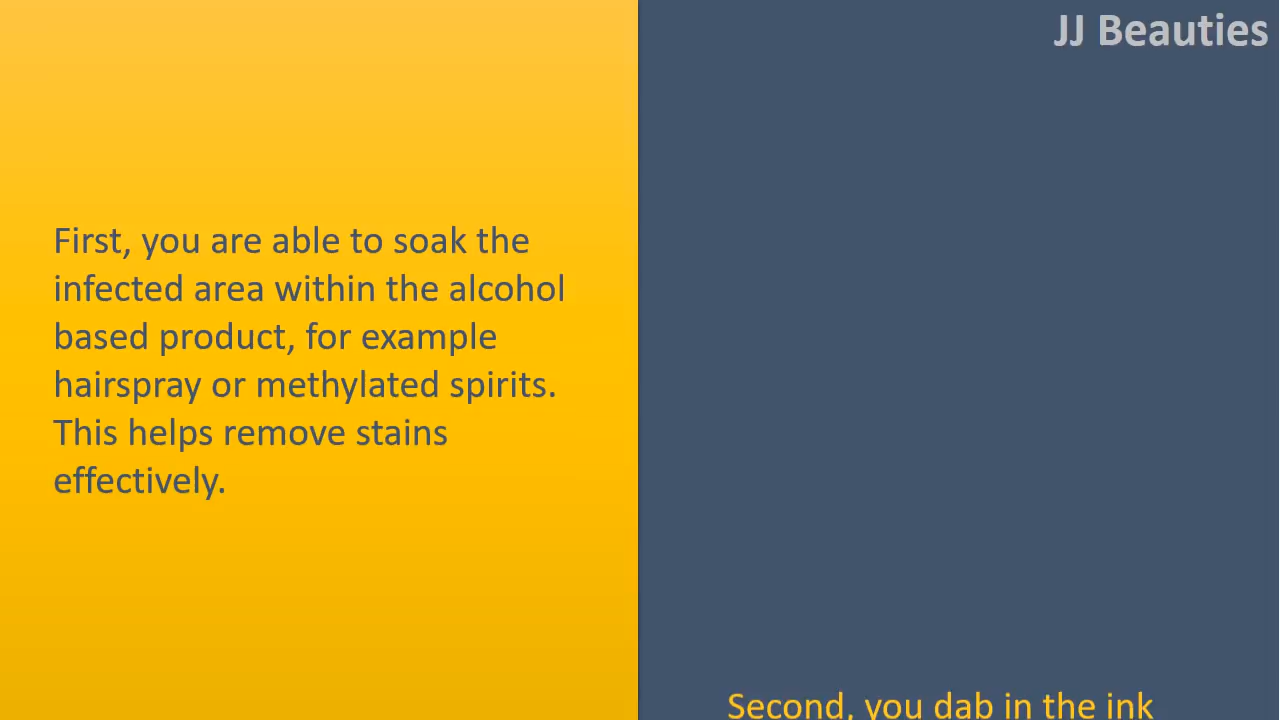 JJ Beauties
First, you are able to soak the
infected area within the alcohol
based product, for example
hairspray or methylated spirits.
This helps remove stains
effectively.
Second, you dab in the ink